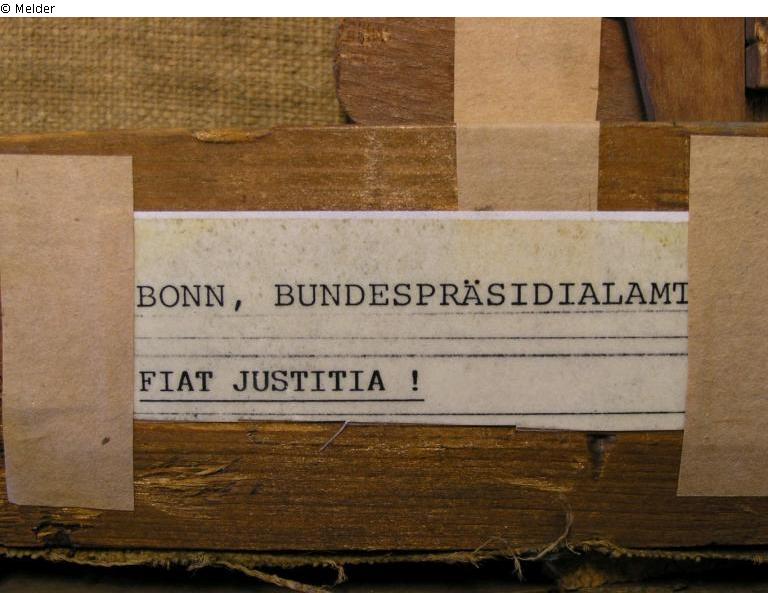 © Melder
BONN, BUNDESPRÄSIDIALAMT
FIAT JUSTITIA !